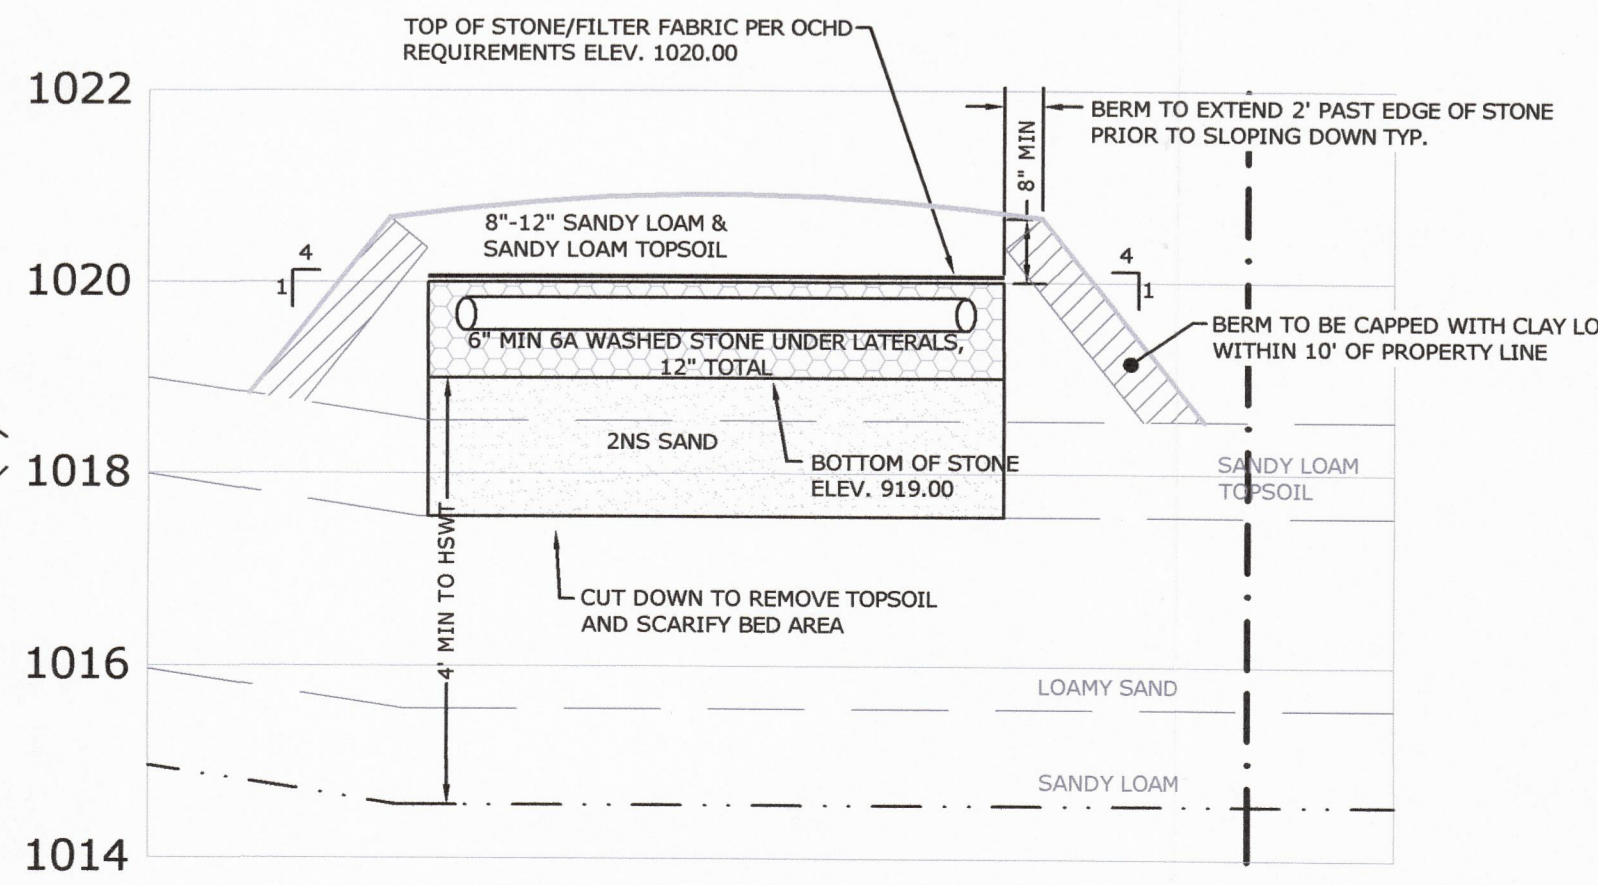 TOP OF STONE/FILTER FABRIC PER OCHD
REQUIREMENTS ELEV. 1020.00
1022
BERM TO EXTEND 2' PAST EDGE OF STONE
PRIOR TO SLOPING DOWN TYP.
8" MIN
8"-12" SANDY LOAM &
SANDY LOAM TOPSOIL
4
1
4
1
1020
BERM TO BE CAPPED WITH CLAY LO
WITHIN 10' OF PROPERTY LINE
6" MIN 6A WASHED STONE UNDER LATERALS,
12" TOTAL
2NS SAND
BOTTOM OF STONE
ELEV. 919.00
1018
SANDY LOAM
TOPSOIL
4' MIN TO HSWT
CUT DOWN TO REMOVE TOPSOIL
AND SCARIFY BED AREA
1016
LOAMY SAND
SANDY LOAM
1014